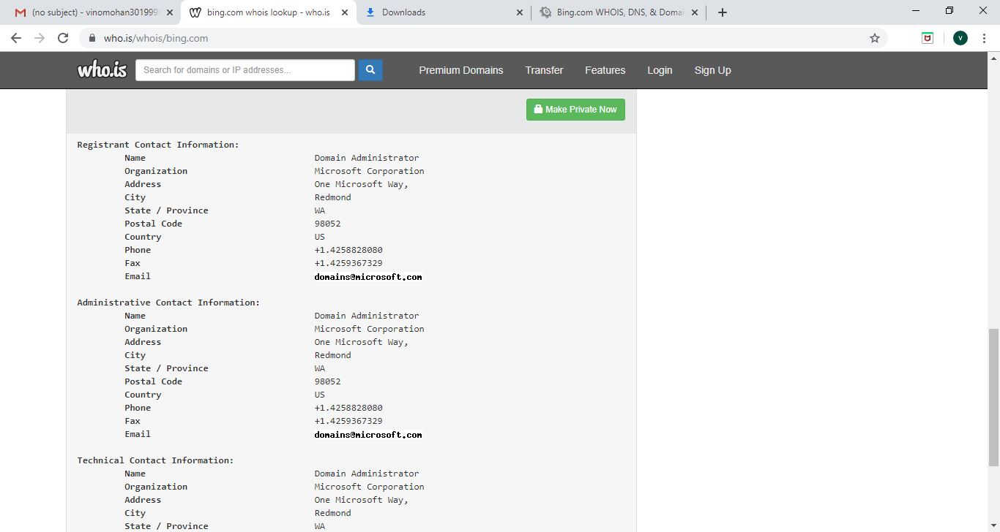 (no subject) - vinomohan301999
bing.com whois lookup - who.is
Downloads
Bing.com WHOIS, DNS, & Domai
who.is/whois/bing.com
V
who.is
Search for domains or IP addresses...
Premium Domains
Transfer
Features
Login
Sign Up
Make Private Now
Registrant Contact Information:
Name Domain Administrator
Organization Microsoft Corporation
Address One Microsoft Way,
City Redmond
State / Province WA
Postal Code 98052
Country US
Phone +1.4258828080
Fax +1.4259367329
Email domains@microsoft.com
Administrative Contact Information:
Name Domain Administrator
Organization Microsoft Corporation
Address One Microsoft Way,
City Redmond
State / Province WA
Postal Code 98052
Country US
Phone +1.4258828080
Fax +1.4259367329
Email domains@microsoft.com
Technical Contact Information:
Name Domain Administrator
Organization Microsoft Corporation
Address One Microsoft Way,
City Redmond
State / Province WA